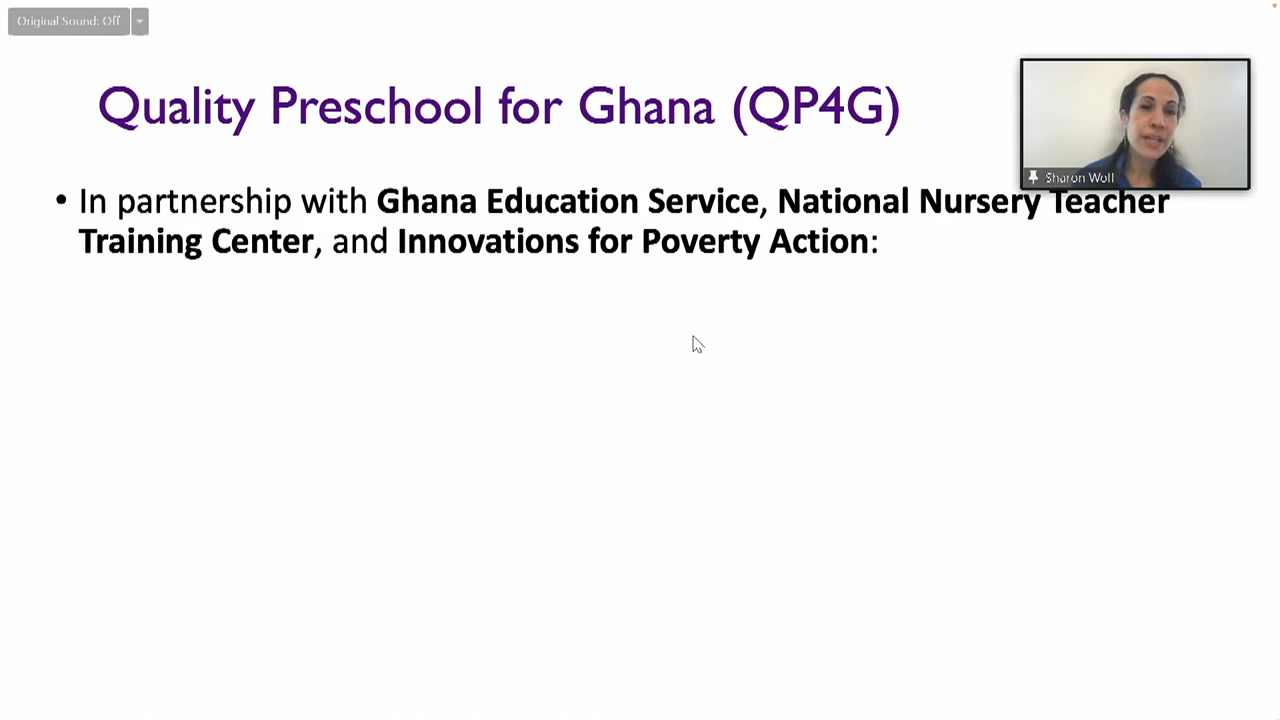 Original Sound: Off
Quality Preschool for Ghana (QP4G)
Sharon Wolf
• In partnership with Ghana Education Service, National Nursery Teacher
Training Center, and Innovations for Poverty Action: